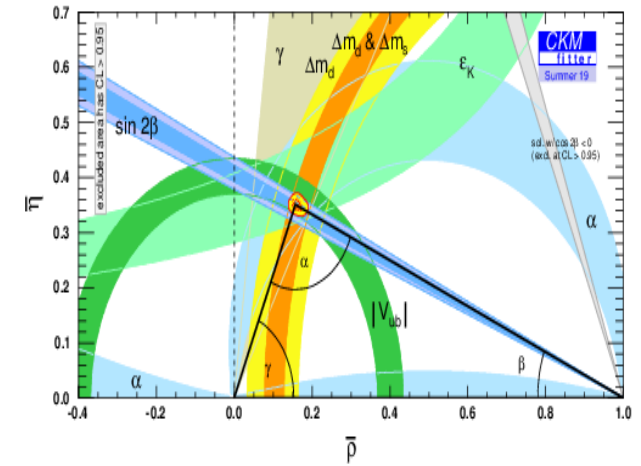 0.7
0.6
0.5
0.4
0.3
0.2
0.1
0.0
η̄
excluded area has CL > 0.95
γ
Δm_d
Δm_d & Δm_s
ε_K
CKM
fitter
Summer 19
sin 2β
sol. w/ cos 2β < 0
(excl. at CL > 0.95)
α
α
|V_ub|
α
γ
β
-0.4
-0.2
0.0
0.2
0.4
0.6
0.8
1.0
ρ̄